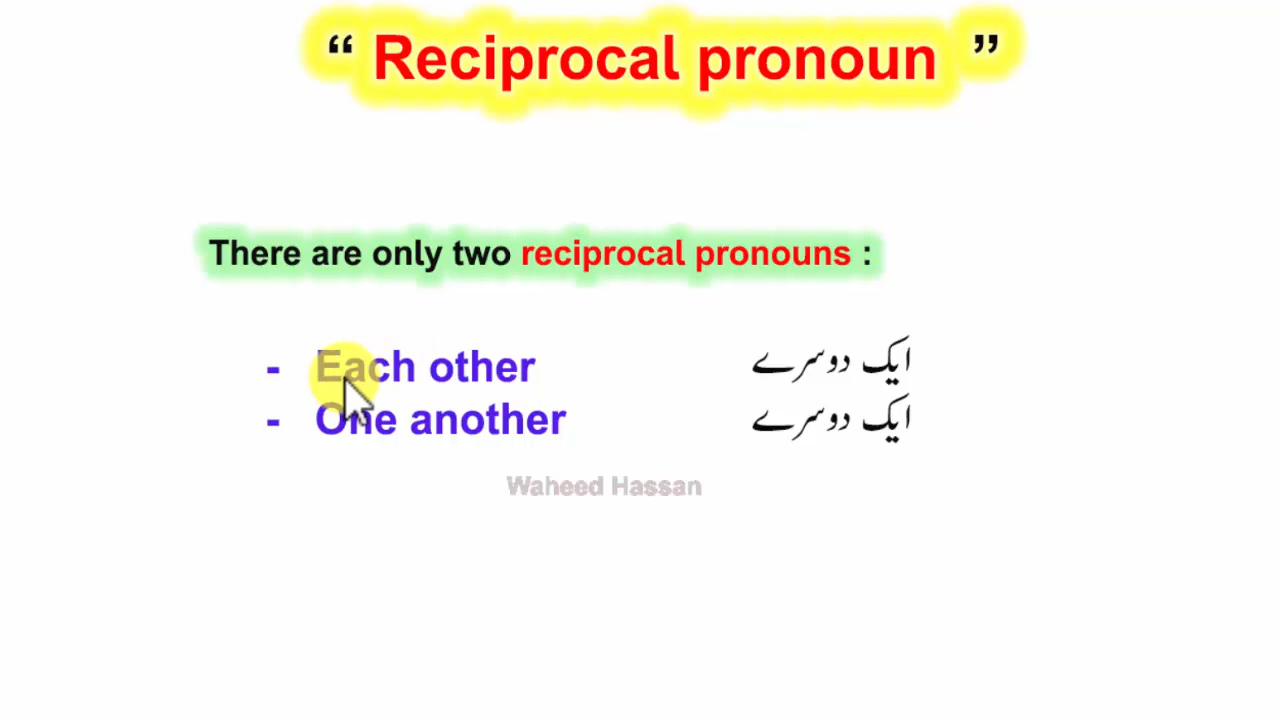 “ Reciprocal pronoun ”
There are only two reciprocal pronouns :
- Each other ایک دوسرے
- One another ایک دوسرے
Waheed Hassan